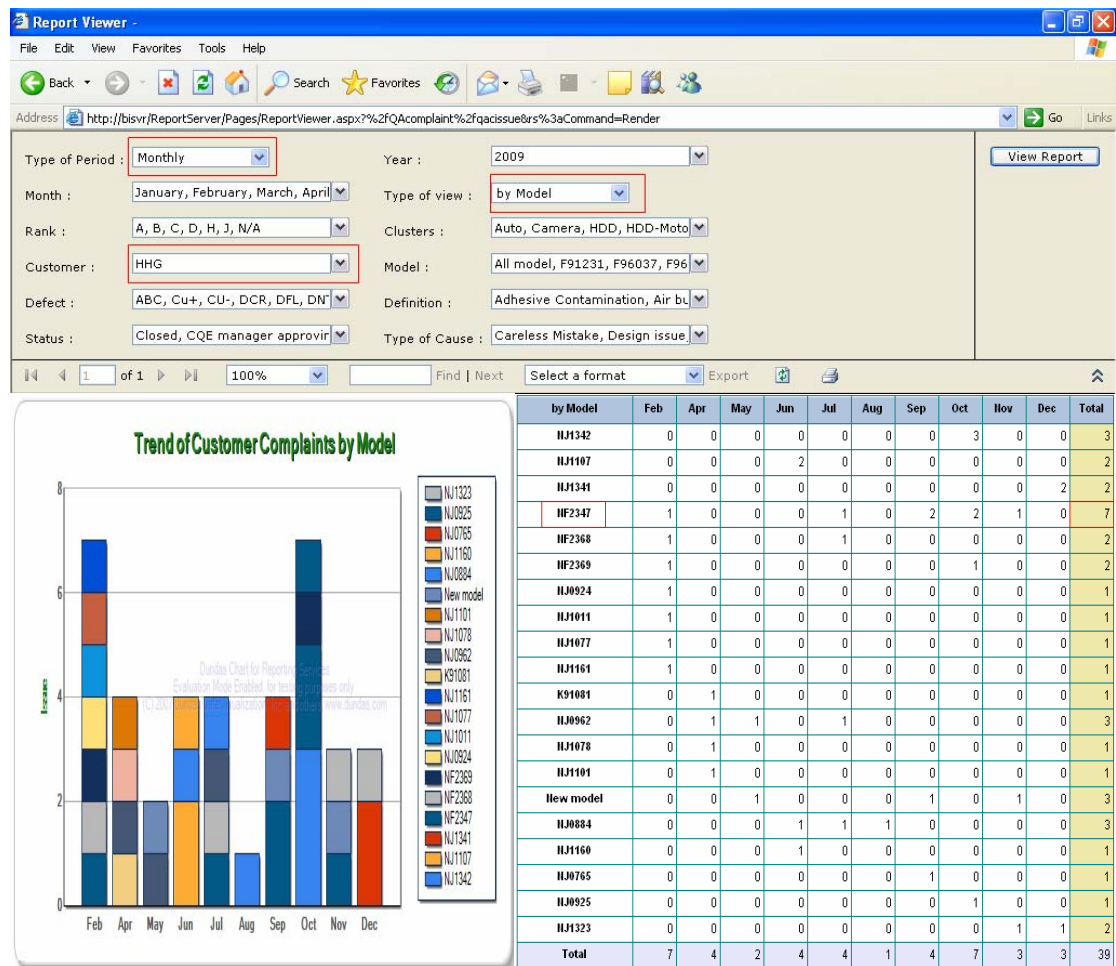 Report Viewer -
File Edit View Favorites Tools Help
Back Search Favorites
Address http://bisvr/ReportServer/Pages/ReportViewer.aspx?%2fQAcomplaint%2fqacissue&rs%3aCommand=Render Go Links
Type of Period : Monthly Year : 2009 View Report
Month : January, February, March, April Type of view : by Model
Rank : A, B, C, D, H, J, N/A Clusters : Auto, Camera, HDD, HDD-Moto
Customer : HHG Model : All model, F91231, F96037, F96
Defect : ABC, Cu+, CU-, DCR, DFL, DN Definition : Adhesive Contamination, Air bu
Status : Closed, CQE manager approvir Type of Cause : Careless Mistake, Design issue
1 of 1 100% Find | Next Select a format Export
Trend of Customer Complaints by Model
8
6
4
2
0
Issue
Feb Apr May Jun Jul Aug Sep Oct Nov Dec
Dundas Chart for Reporting Services
Evaluation Mode Enabled, for testing purposes only
www.dundas.com
NJ1323
NJ0925
NJ0765
NJ1160
NJ0884
New model
NJ1101
NJ1078
NJ0962
K91081
NJ1161
NJ1077
NJ1011
NJ0924
NF2369
NF2368
NF2347
NJ1341
NJ1107
NJ1342
by Model Feb Apr May Jun Jul Aug Sep Oct Nov Dec Total
NJ1342 0 0 0 0 0 0 0 3 0 0 3
NJ1107 0 0 0 2 0 0 0 0 0 0 2
NJ1341 0 0 0 0 0 0 0 0 0 2 2
NF2347 1 0 0 0 1 0 2 2 1 0 7
NF2368 1 0 0 0 1 0 0 0 0 0 2
NF2369 1 0 0 0 0 0 0 1 0 0 2
NJ0924 1 0 0 0 0 0 0 0 0 0 1
NJ1011 1 0 0 0 0 0 0 0 0 0 1
NJ1077 1 0 0 0 0 0 0 0 0 0 1
NJ1161 1 0 0 0 0 0 0 0 0 0 1
K91081 0 1 0 0 0 0 0 0 0 0 1
NJ0962 0 1 1 0 1 0 0 0 0 0 3
NJ1078 0 1 0 0 0 0 0 0 0 0 1
NJ1101 0 1 0 0 0 0 0 0 0 0 1
New model 0 0 1 0 0 0 1 0 1 0 3
NJ0884 0 0 0 1 1 1 0 0 0 0 3
NJ1160 0 0 0 1 0 0 0 0 0 0 1
NJ0765 0 0 0 0 0 0 1 0 0 0 1
NJ0925 0 0 0 0 0 0 0 1 0 0 1
NJ1323 0 0 0 0 0 0 0 0 1 1 2
Total 7 4 2 4 4 1 4 7 3 3 39